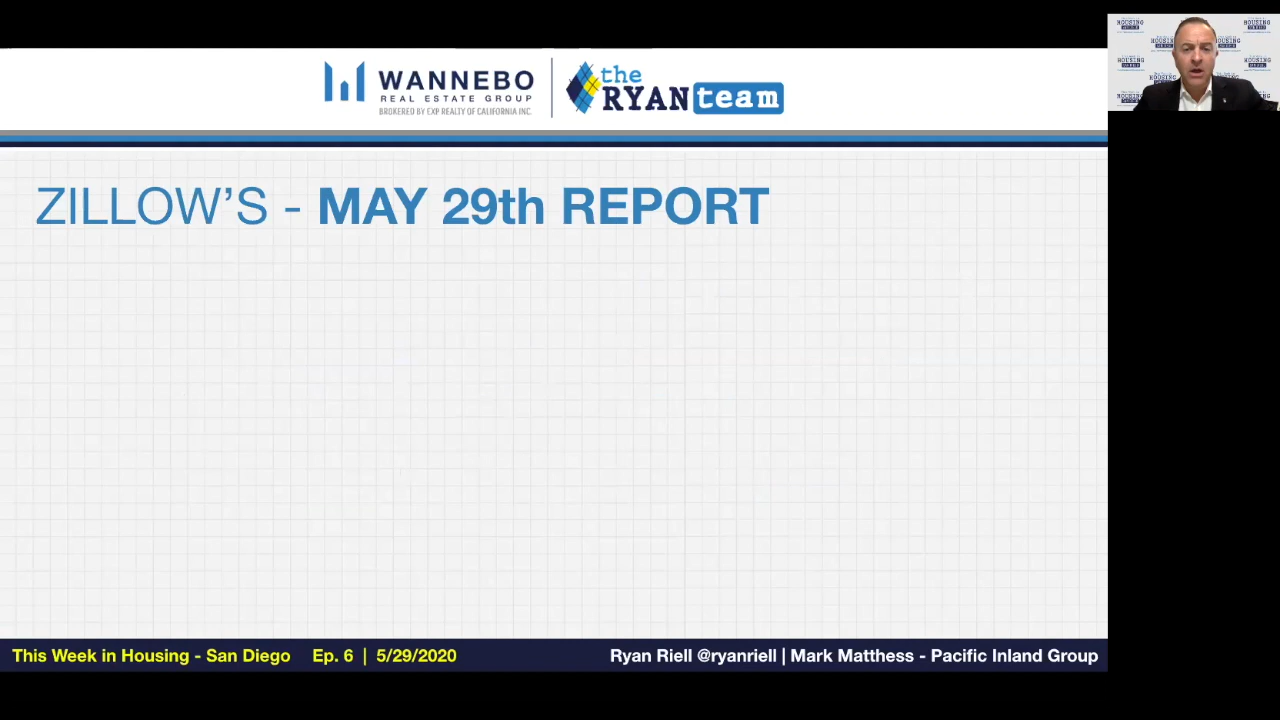 WANNEBO
REAL ESTATE GROUP
BROKERED BY EXP REALTY OF CALIFORNIA INC.
the
RYAN team
ZILLOW'S - MAY 29th REPORT
This Week in Housing - San Diego Ep. 6 | 5/29/2020
Ryan Riell @ryanriell | Mark Matthess - Pacific Inland Group